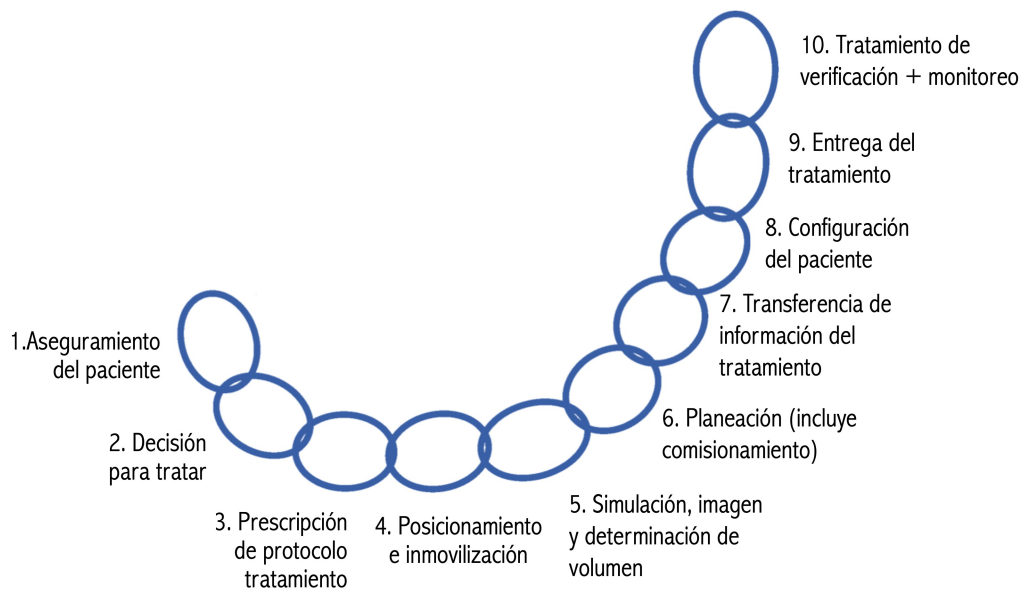 1.Aseguramiento
del paciente
2. Decisión
para tratar
3. Prescripción
de protocolo
tratamiento
4. Posicionamiento
e inmovilización
5. Simulación, imagen
y determinación de
volumen
6. Planeación (incluye
comisionamiento)
7. Transferencia de
información del
tratamiento
8. Configuración
del paciente
9. Entrega del
tratamiento
10. Tratamiento de
verificación + monitoreo